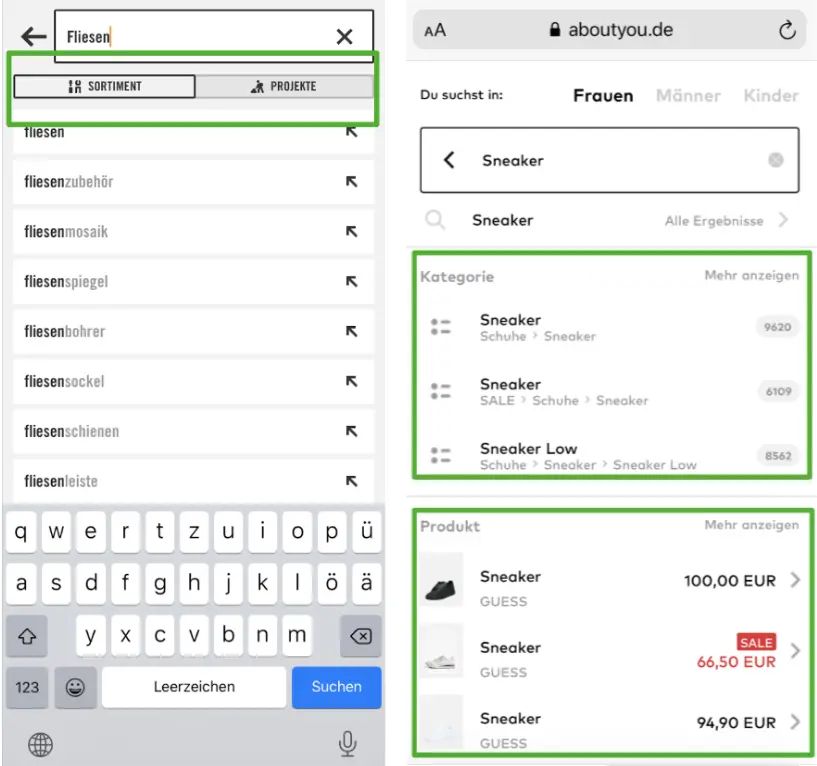 Fliesen
SORTIMENT
PROJEKTE
fliesen
fliesenzubehör
fliesenmosaik
fliesenspiegel
fliesenbohrer
fliesensockel
fliesenschienen
fliesenleiste
q w e r t z u i o p ü
a s d f g h j k l ö ä
y x c v b n m
123 Leerzeichen Suchen
AA aboutyou.de
Du suchst in: Frauen Männer Kinder
Sneaker
Sneaker Alle Ergebnisse
Kategorie Mehr anzeigen
Sneaker 9620
Schuhe > Sneaker
Sneaker 6109
SALE > Schuhe > Sneaker
Sneaker Low 8562
Schuhe > Sneaker > Sneaker Low
Produkt Mehr anzeigen
Sneaker 100,00 EUR
GUESS
SALE
Sneaker 66,50 EUR
GUESS
Sneaker 94,90 EUR
GUESS